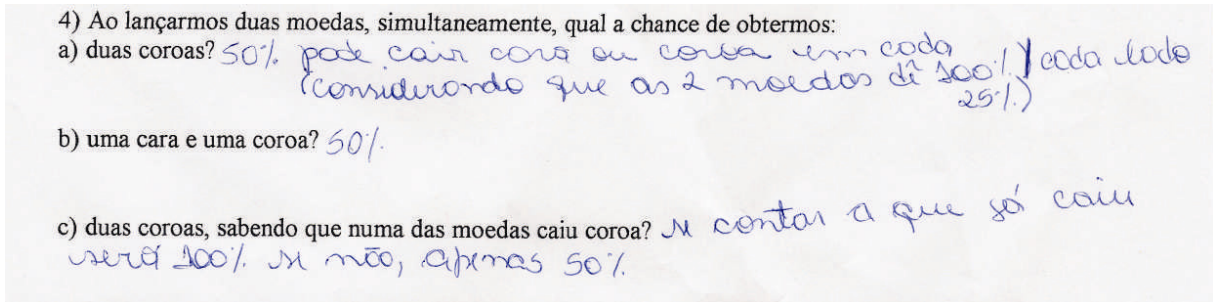 4) Ao lançarmos duas moedas, simultaneamente, qual a chance de obtermos:
a) duas coroas? 50% pode cair cara ou coroa em cada
(considerando que as 2 moedas dê 100%) cada lado
25%.)
b) uma cara e uma coroa? 50%.
c) duas coroas, sabendo que numa das moedas caiu coroa? se contar a que já caiu
será 100% se não, apenas 50%.